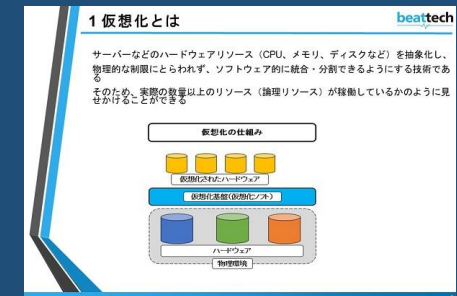 1 仮想化とは
beattech
サーバーなどのハードウェアリソース（CPU、メモリ、ディスクなど）を抽象化し、
物理的な制限にとらわれず、ソフトウェア的に統合・分割できるようにする技術であ
る
そのため、実際の数量以上のリソース（論理リソース）が稼働しているかのように見
せかけることができる
仮想化の仕組み
仮想化されたハードウェア
仮想化基盤(仮想化ソフト)
ハードウェア
物理環境